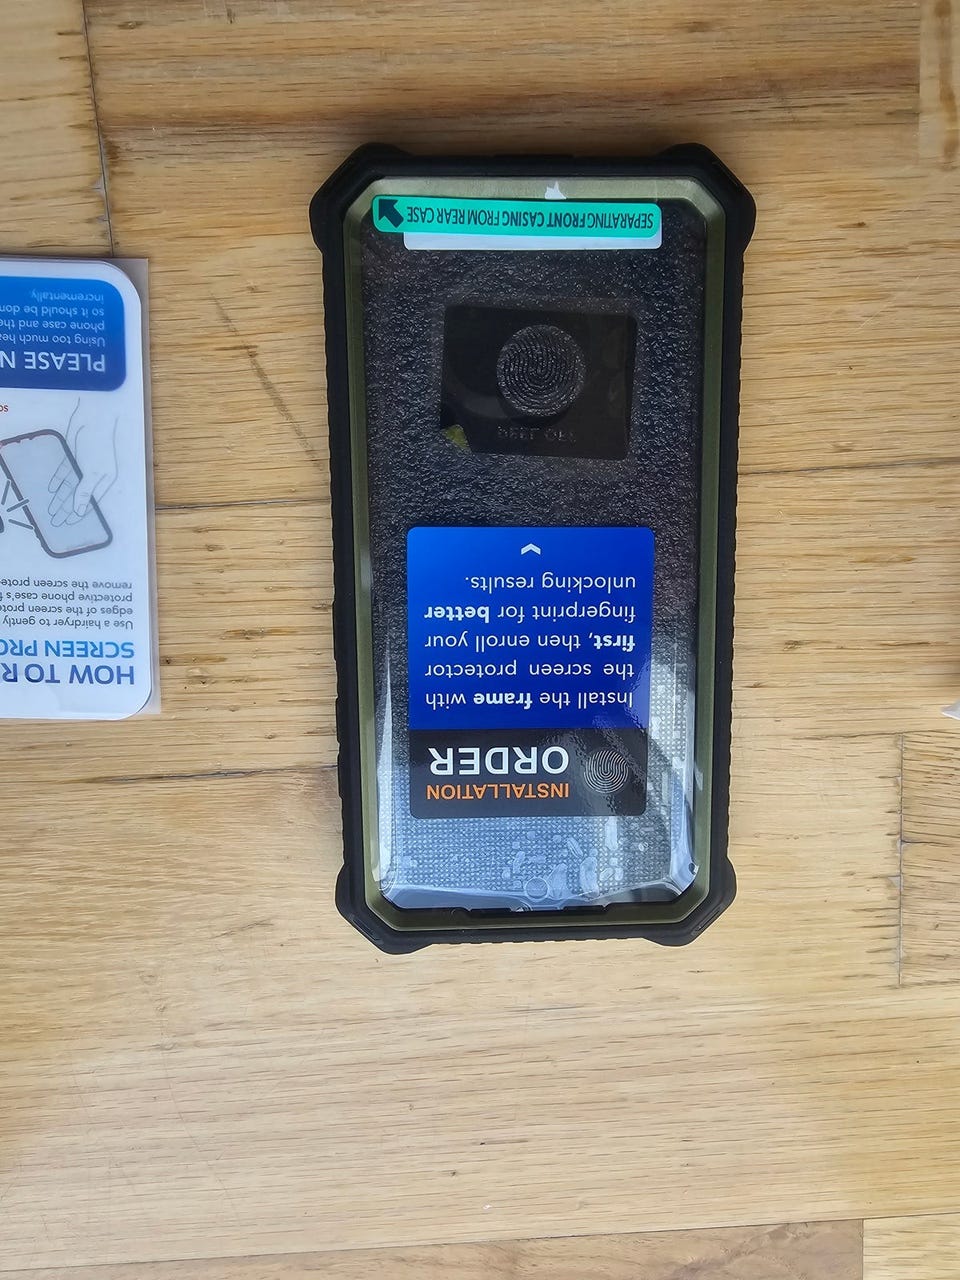 INSTALLATION
ORDER
Install the frame with
the screen protector
first, then enroll your
fingerprint for better
unlocking results.
SEPARATING FRONT CASING FROM REAR CASE
HOW TO R
SCREEN PRO
Use a hairdryer to gently
edges of the screen prote
protective phone case's f
remove the screen prote
PLEASE N
Using too much hea
phone case and the
so it should be don
incrementally.